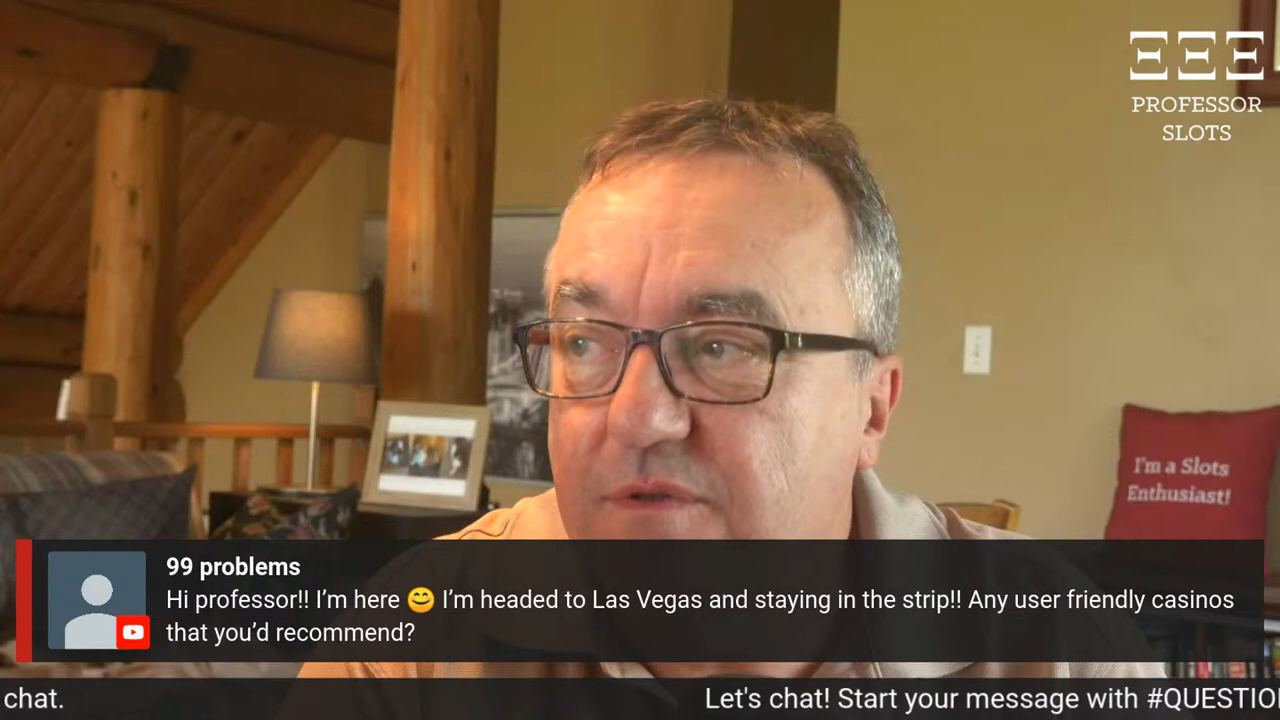 PROFESSOR
SLOTS
I'm a Slots
Enthusiast!
99 problems
Hi professor!! I’m here 😊 I’m headed to Las Vegas and staying in the strip!! Any user friendly casinos
that you’d recommend?
chat.
Let's chat! Start your message with #QUESTIO